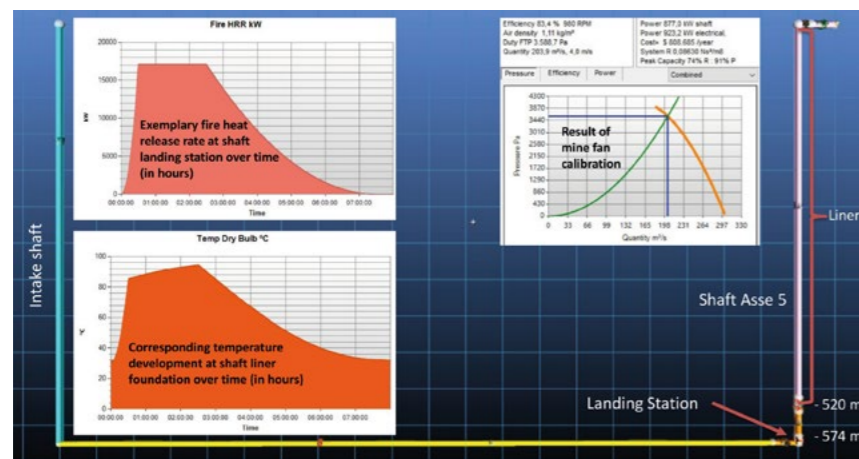 Fire HRR kW
20000
15000
10000
5000
0
kW
Exemplary fire heat
release rate at shaft
landing station over time
(in hours)
00:00:00 01:00:00 02:00:00 03:00:00 04:00:00 05:00:00 06:00:00 07:00:00
Time
Temp Dry Bulb °C
100
80
60
40
20
0
°C
Corresponding temperature
development at shaft liner
foundation over time (in hours)
00:00:00 01:00:00 02:00:00 03:00:00 04:00:00 05:00:00 06:00:00 07:00:00
Time
Intake shaft
Efficiency 83,4 % 980 RPM
Air density 1,11 kg/m³
Duty FTP 3.588,7 Pa
Quantity 203,9 m³/s, 4,8 m/s
Power 877,0 kW shaft
Power 923,2 kW electrical,
Cost= $ 808,685 /year
System R 0,08630 Ns²/m8
Peak Capacity 74% R : 91% P
Pressure Efficiency Power Combined
4300
3870
3440
3010
2580
2150
1720
1290
860
430
0
Pressure Pa
Result of
mine fan
calibration
0 33 66 99 132 165 198 231 264 297 330
Quantity m³/s
Liner
Shaft Asse 5
Landing Station
- 520 m
- 574 m